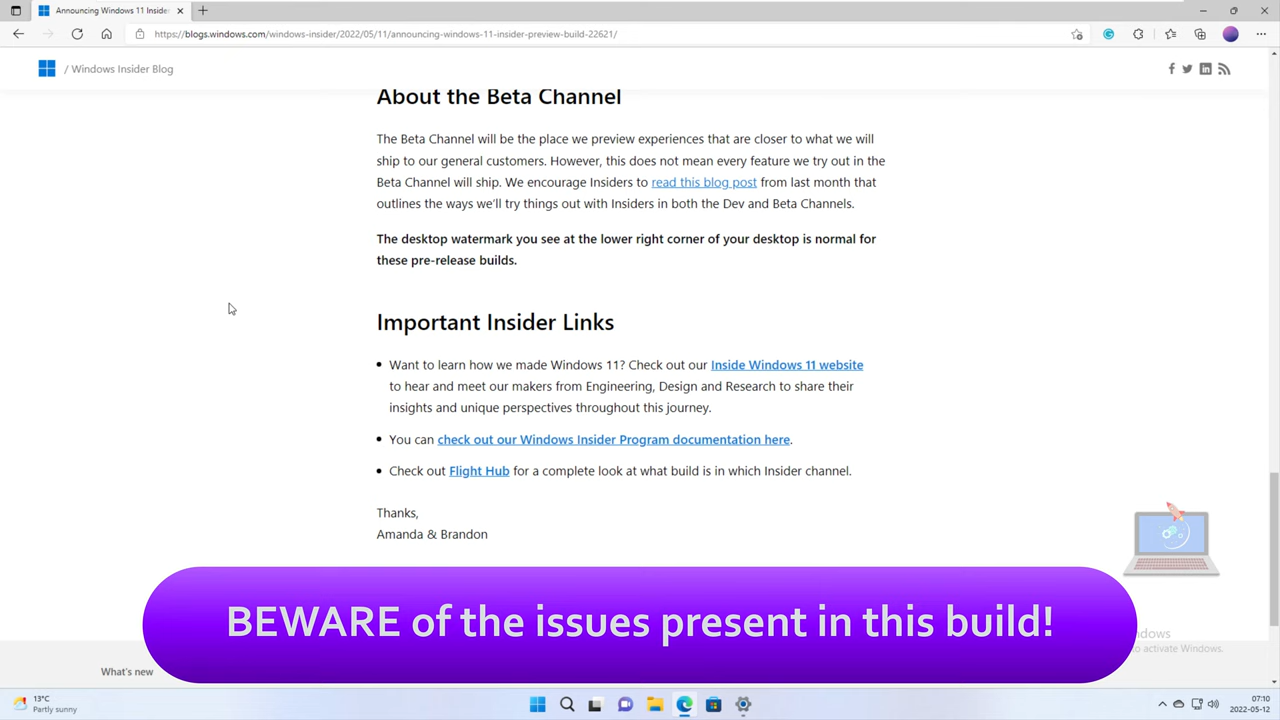 Announcing Windows 11 Insider
https://blogs.windows.com/windows-insider/2022/05/11/announcing-windows-11-insider-preview-build-22621/
/ Windows Insider Blog
About the Beta Channel
The Beta Channel will be the place we preview experiences that are closer to what we will
ship to our general customers. However, this does not mean every feature we try out in the
Beta Channel will ship. We encourage Insiders to read this blog post from last month that
outlines the ways we'll try things out with Insiders in both the Dev and Beta Channels.
The desktop watermark you see at the lower right corner of your desktop is normal for
these pre-release builds.
Important Insider Links
• Want to learn how we made Windows 11? Check out our Inside Windows 11 website
to hear and meet our makers from Engineering, Design and Research to share their
insights and unique perspectives throughout this journey.
• You can check out our Windows Insider Program documentation here.
• Check out Flight Hub for a complete look at what build is in which Insider channel.
Thanks,
Amanda & Brandon
BEWARE of the issues present in this build!
dows
o activate Windows.
What's new
13°C
Partly sunny
07:10
2022-05-12